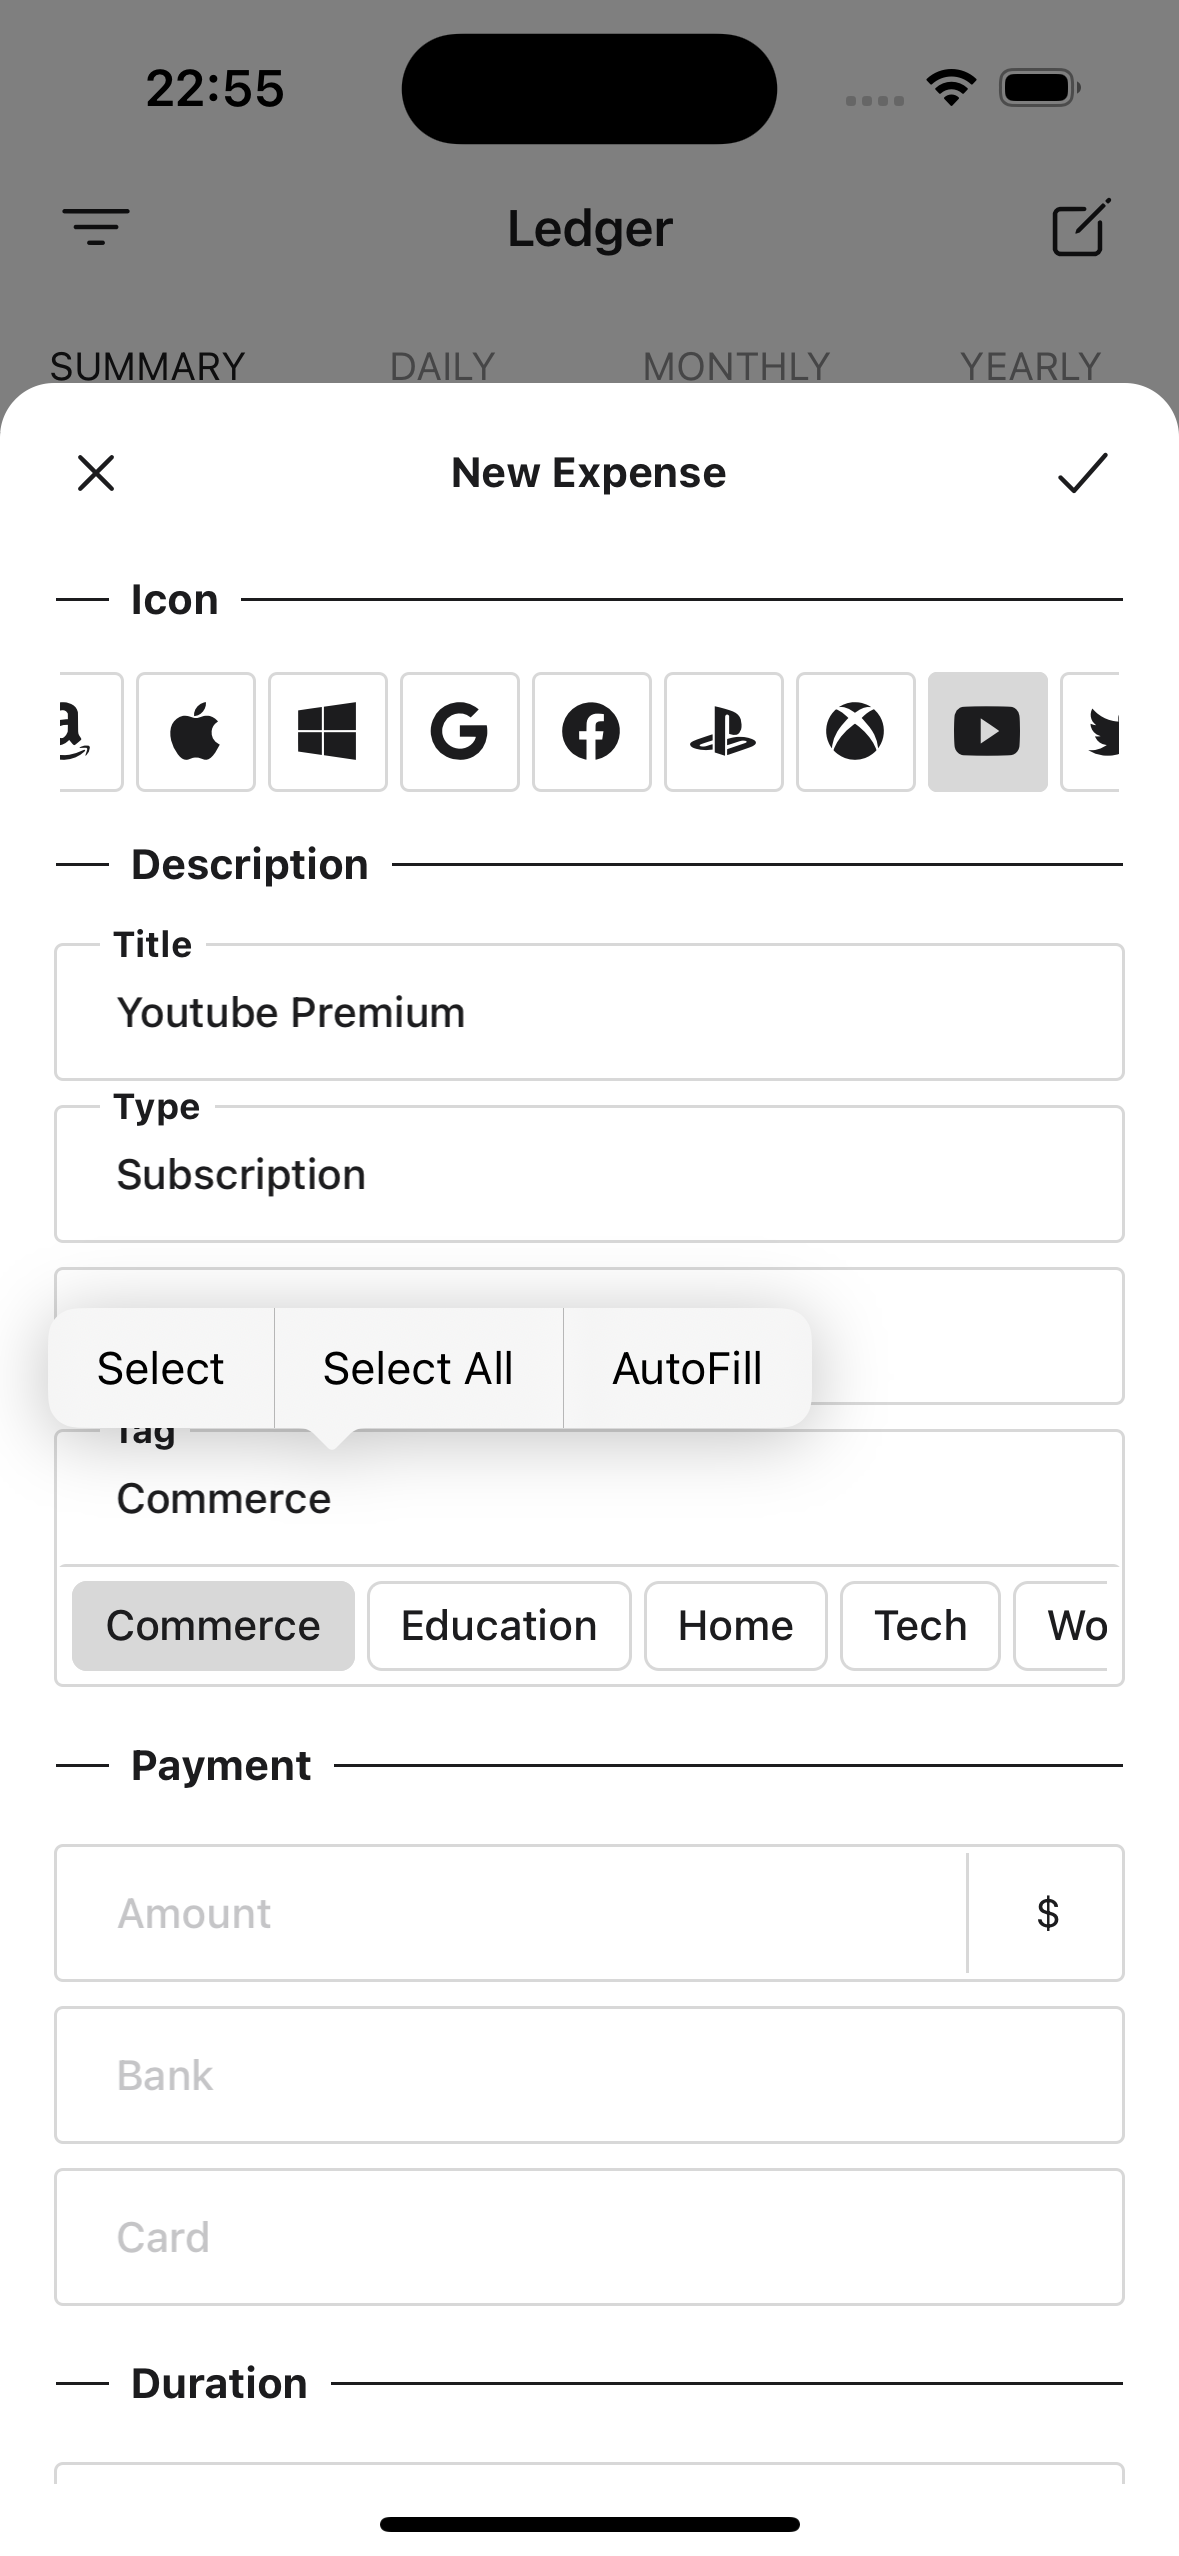 22:55
Ledger
SUMMARY DAILY MONTHLY YEARLY
New Expense
Icon
Description
Title
Youtube Premium
Type
Subscription
Select Select All AutoFill
Tag
Commerce
Commerce Education Home Tech Wo
Payment
Amount $
Bank
Card
Duration